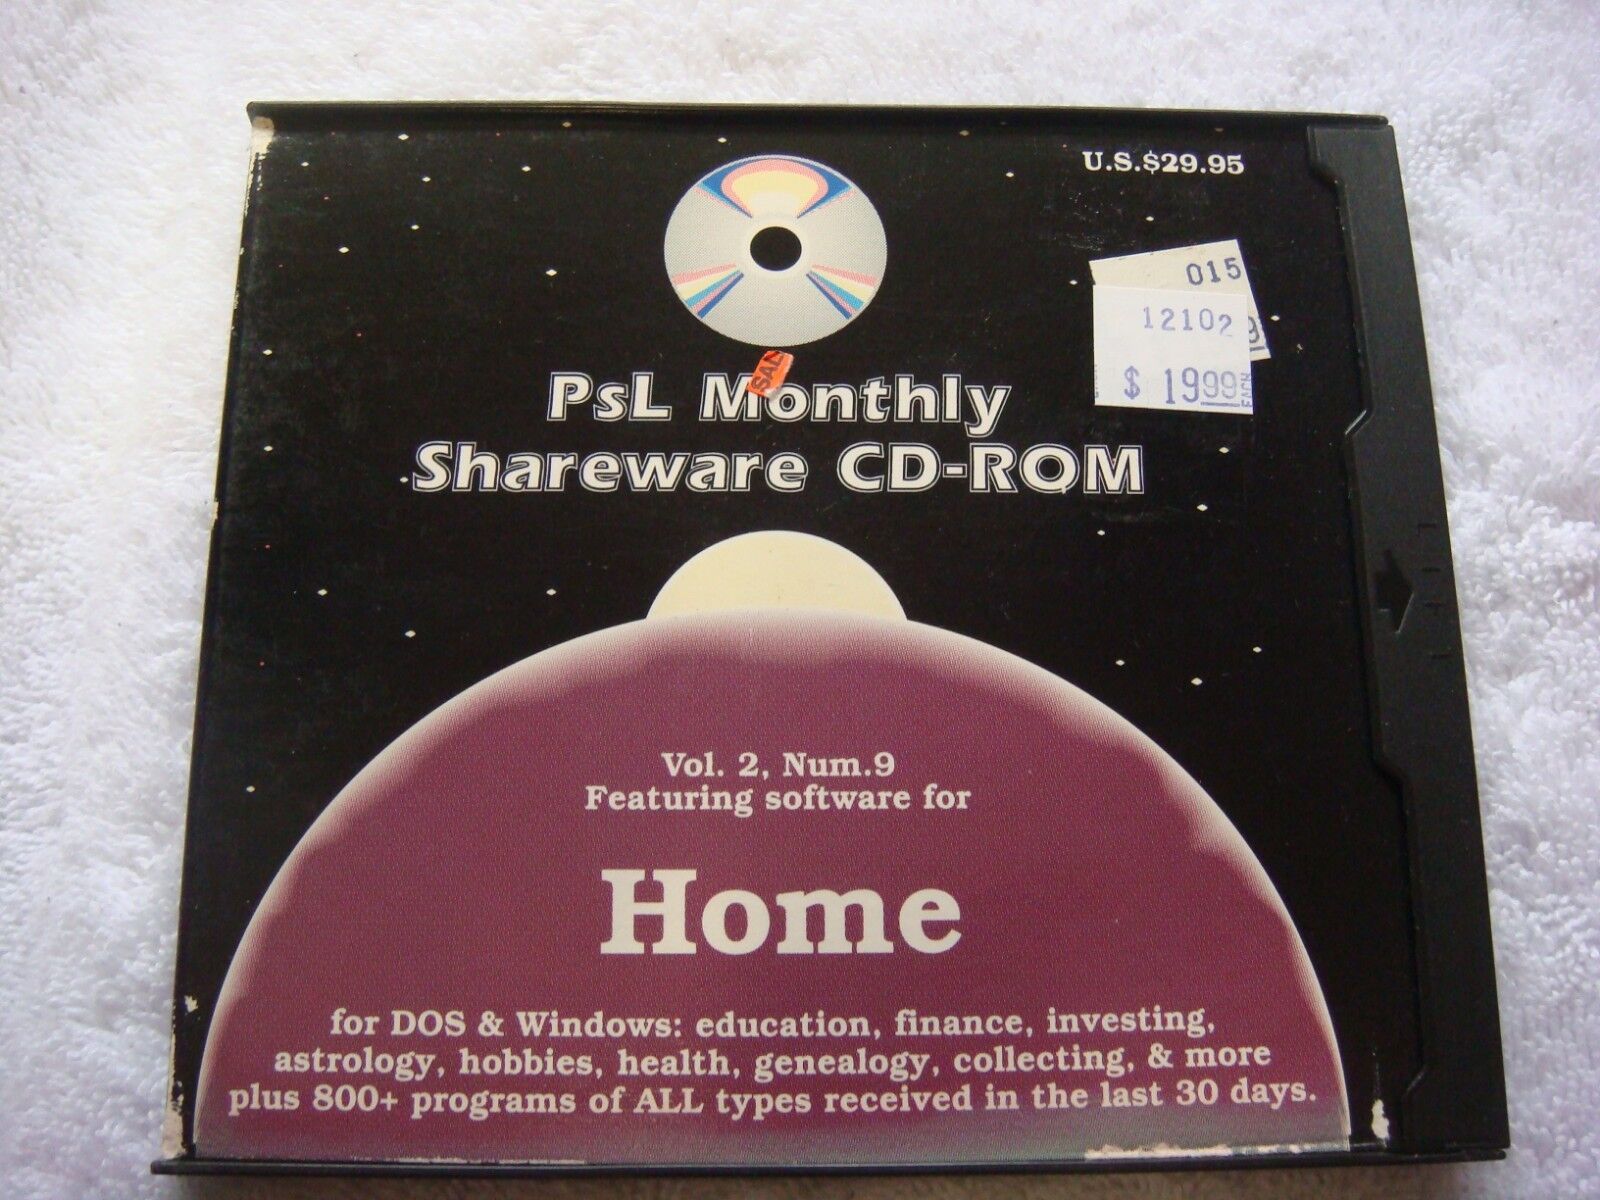 U.S.$29.95
015
12102
$ 19.99
EACH
PsL Monthly
Shareware CD-ROM
Vol. 2, Num.9
Featuring software for
Home
for DOS & Windows: education, finance, investing,
astrology, hobbies, health, genealogy, collecting, & more
plus 800+ programs of ALL types received in the last 30 days.